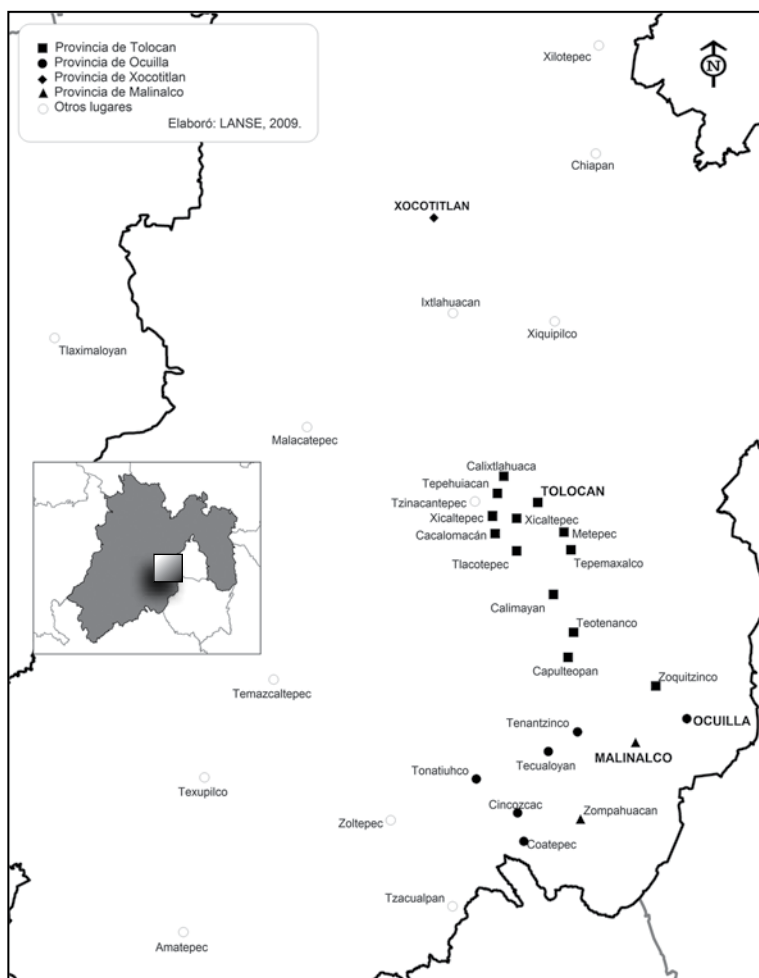 Provincia de Tolocan
Provincia de Ocuilla
Provincia de Xocotitlan
Provincia de Malinalco
Otros lugares
Elaboró: LANSE, 2009.
Xilotepec
N
Chiapan
XOCOTITLAN
Ixtlahuacan
Xiquipilco
Tlaximaloyan
Malacatepec
Calixtlahuaca
Tepehuiacan
TOLOCAN
Tzinacantepec
Xicaltepec
Xicaltepec
Cacalomacán
Metepec
Tlacotepec
Tepemaxalco
Calimayan
Teotenanco
Capulteopan
Zoquitzinco
Temazcaltepec
Tenantzinco
OCUILLA
Tecualoyan
MALINALCO
Tonatiuhco
Texupilco
Cincozcac
Zompahuacan
Zoltepec
Coatepec
Tzacualpan
Amatepec